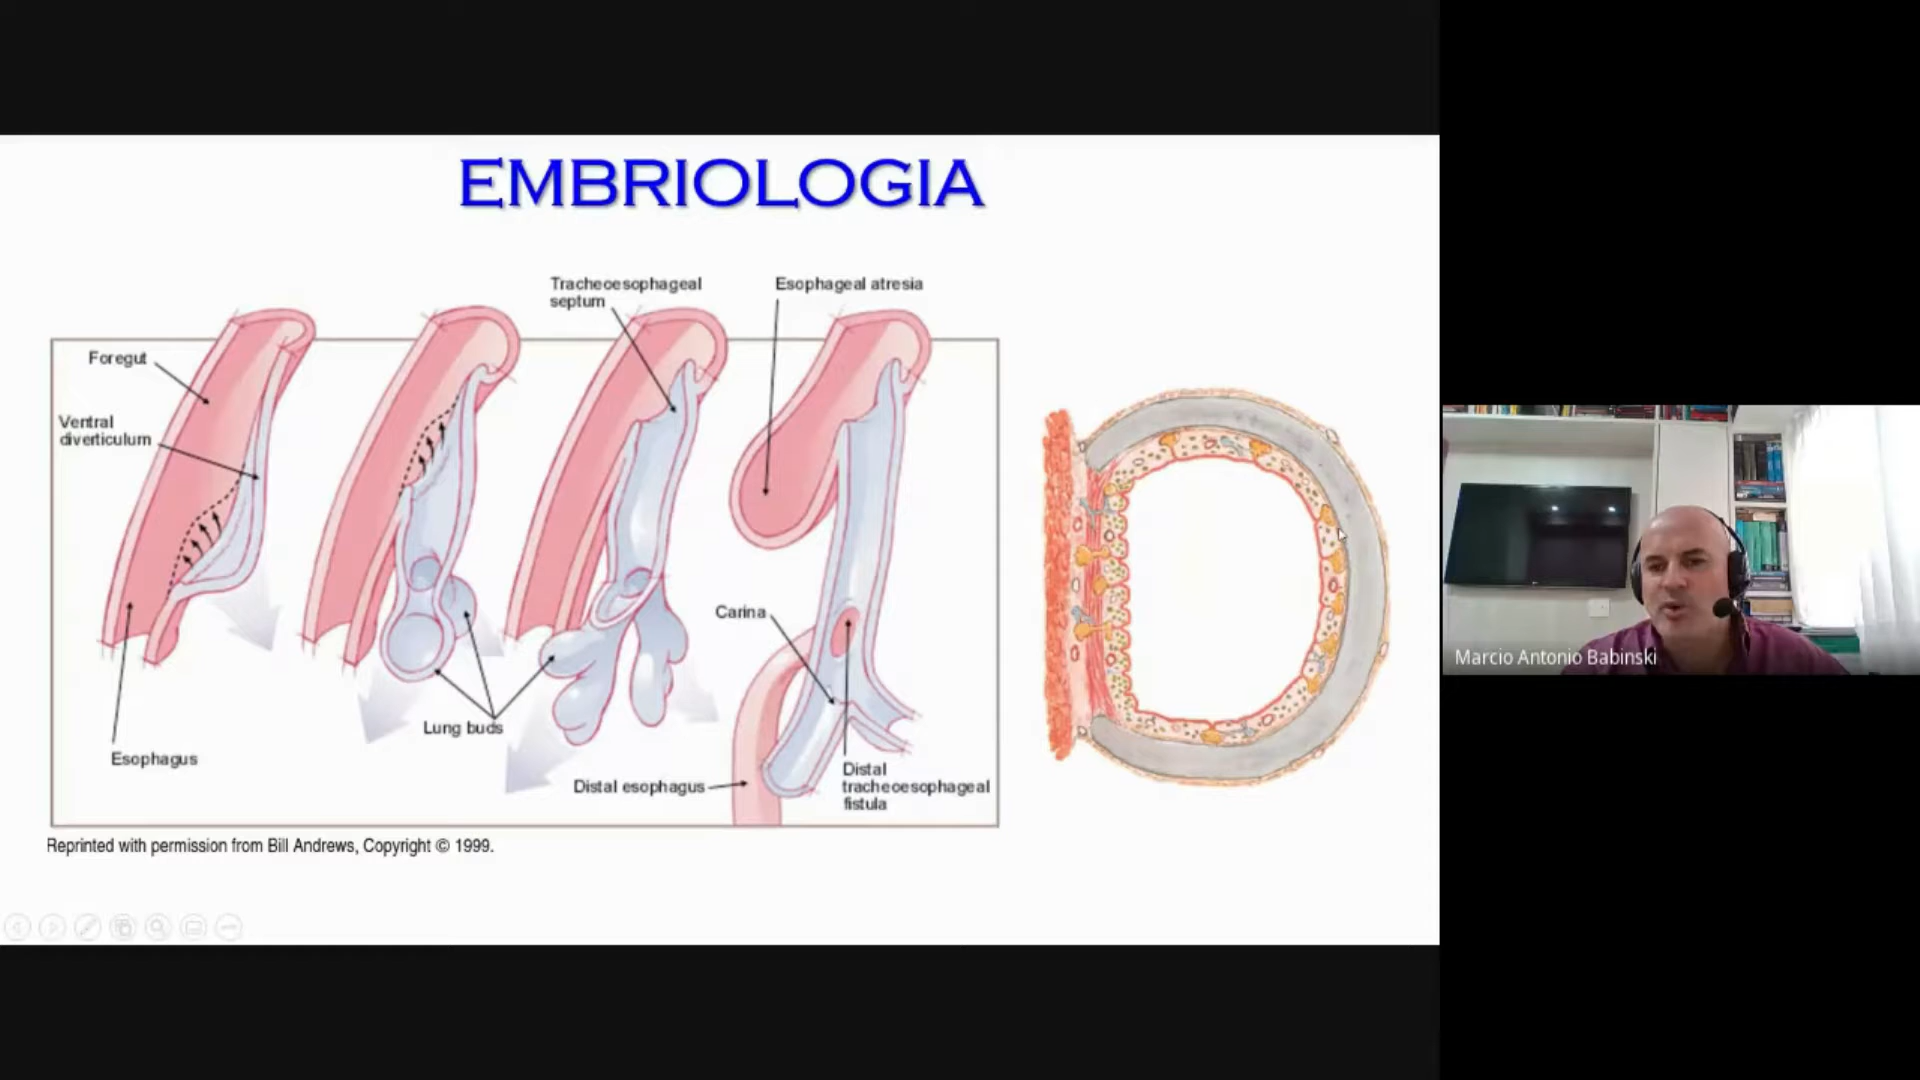 EMBRIOLOGIA
Tracheoesophageal
septum
Esophageal atresia
Foregut
Ventral
diverticulum
Carina
Lung buds
Esophagus
Distal esophagus
Distal
tracheoesophageal
fistula
Reprinted with permission from Bill Andrews, Copyright © 1999.
Marcio Antonio Babinski